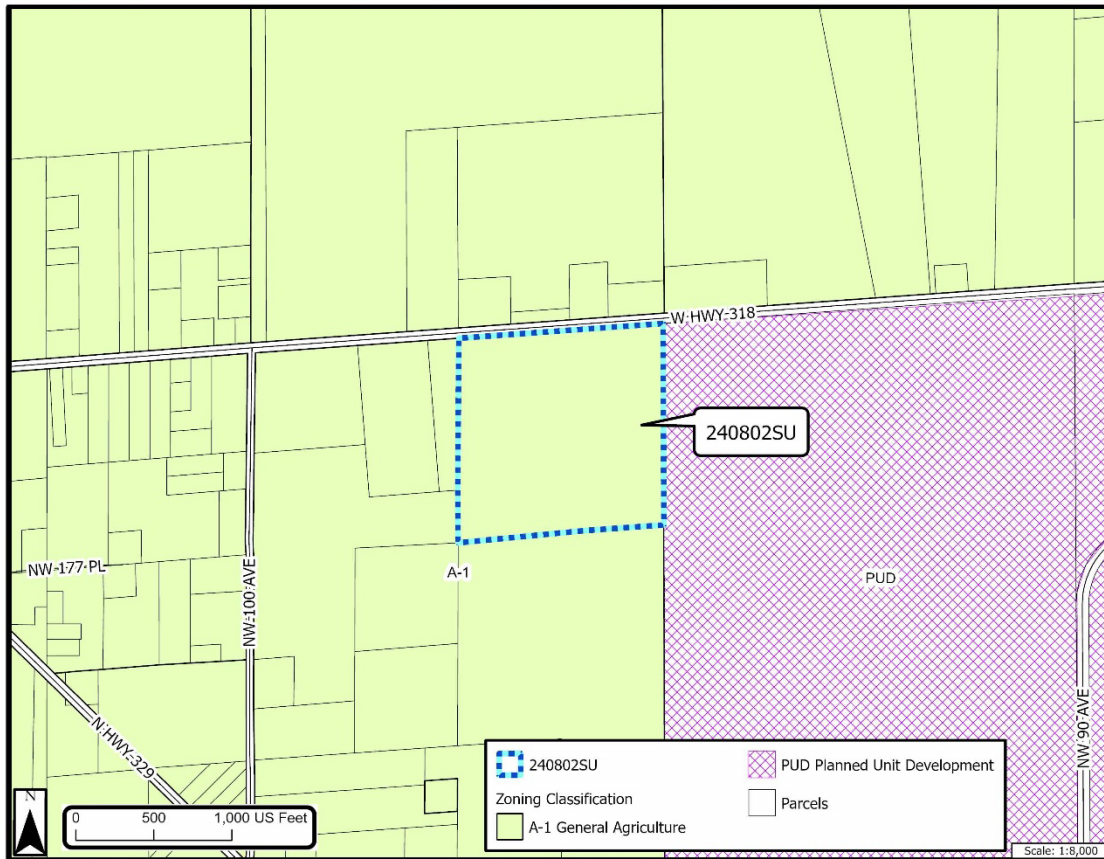 W HWY 318
240802SU
A-1
PUD
NW 177 PL
NW 100 AVE
N HWY 329
NW 90 AVE
N
0 500 1,000 US Feet
240802SU
Zoning Classification
A-1 General Agriculture
PUD Planned Unit Development
Parcels
Scale: 1:8,000